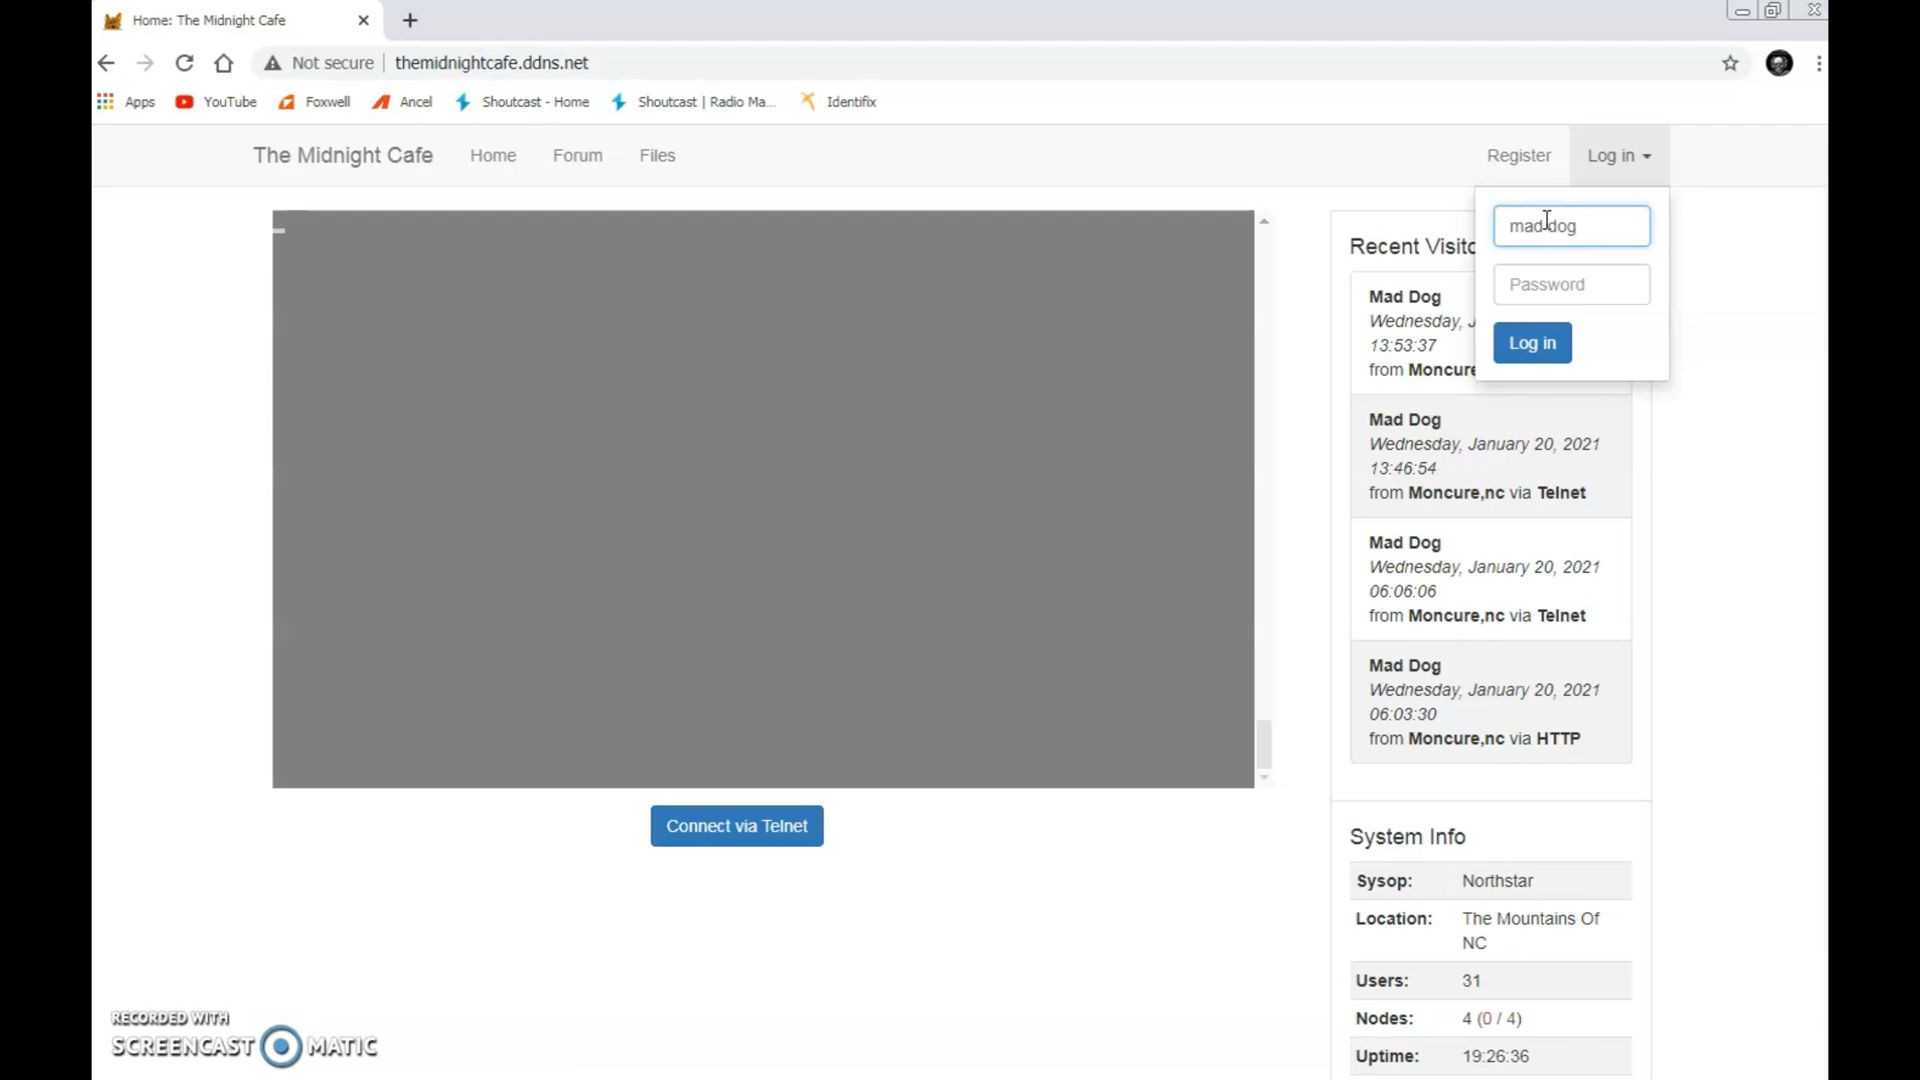 Home: The Midnight Cafe
Not secure themidnightcafe.ddns.net
Apps YouTube Foxwell Ancel Shoutcast - Home Shoutcast | Radio Ma... Identifix
The Midnight Cafe Home Forum Files Register Log in
mad dog
Password
Log in
Recent Visito
Mad Dog
Wednesday, J
13:53:37
from Moncure
Mad Dog
Wednesday, January 20, 2021
13:46:54
from Moncure,nc via Telnet
Mad Dog
Wednesday, January 20, 2021
06:06:06
from Moncure,nc via Telnet
Mad Dog
Wednesday, January 20, 2021
06:03:30
from Moncure,nc via HTTP
Connect via Telnet
System Info
Sysop: Northstar
Location: The Mountains Of
NC
Users: 31
Nodes: 4 (0 / 4)
Uptime: 19:26:36
RECORDED WITH
SCREENCAST MATIC